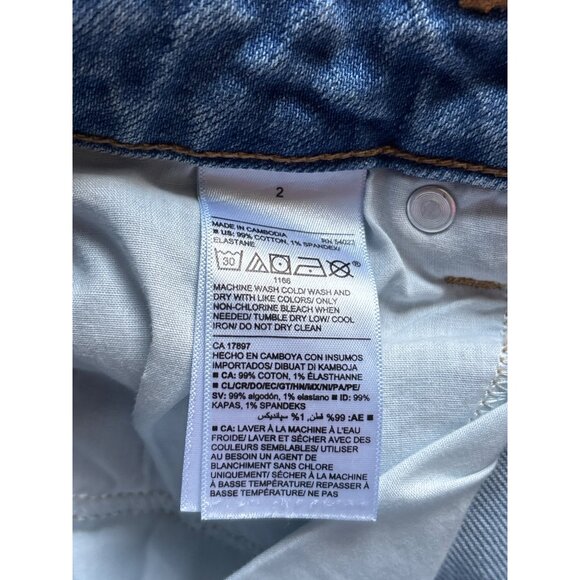 2
MADE IN CAMBODIA RN 54023
■ US: 99% COTTON, 1% SPANDEX/
ELASTANE
30
1166
MACHINE WASH COLD/ WASH AND
DRY WITH LIKE COLORS/ ONLY
NON-CHLORINE BLEACH WHEN
NEEDED/ TUMBLE DRY LOW/ COOL
IRON/ DO NOT DRY CLEAN
CA 17897
HECHO EN CAMBOYA CON INSUMOS
IMPORTADOS/ DIBUAT DI KAMBOJA
■ CA: 99% COTON, 1% ÉLASTHANNE
■ CL/CR/DO/EC/GT/HN/MX/NI/PA/PE/
SV: 99% algodón, 1% elastano ■ ID: 99%
KAPAS, 1% SPANDEKS
■ AE: 99% قطن, 1% سپانديكس
■ CA: LAVER À LA MACHINE À L'EAU
FROIDE/ LAVER ET SÉCHER AVEC DES
COULEURS SEMBLABLES/ UTILISER
AU BESOIN UN AGENT DE
BLANCHIMENT SANS CHLORE
UNIQUEMENT/ SÉCHER À LA MACHINE
À BASSE TEMPÉRATURE/ REPASSER À
BASSE TEMPÉRATURE/ NE PAS